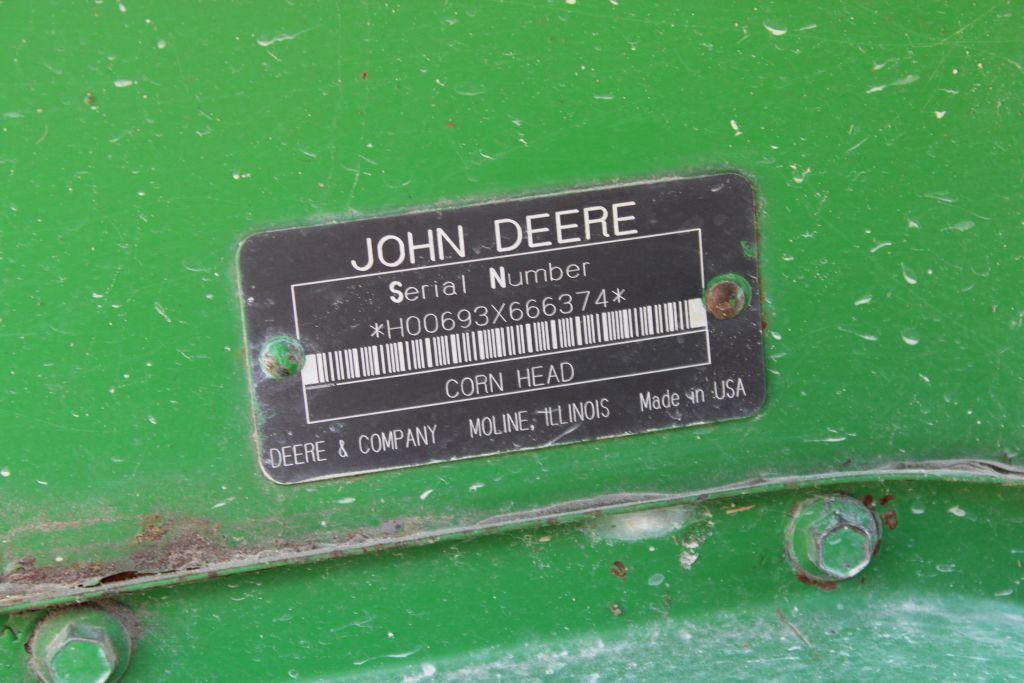 JOHN DEERE
Serial Number
*H00693X666374*
CORN HEAD
DEERE & COMPANY MOLINE, ILLINOIS Made in USA